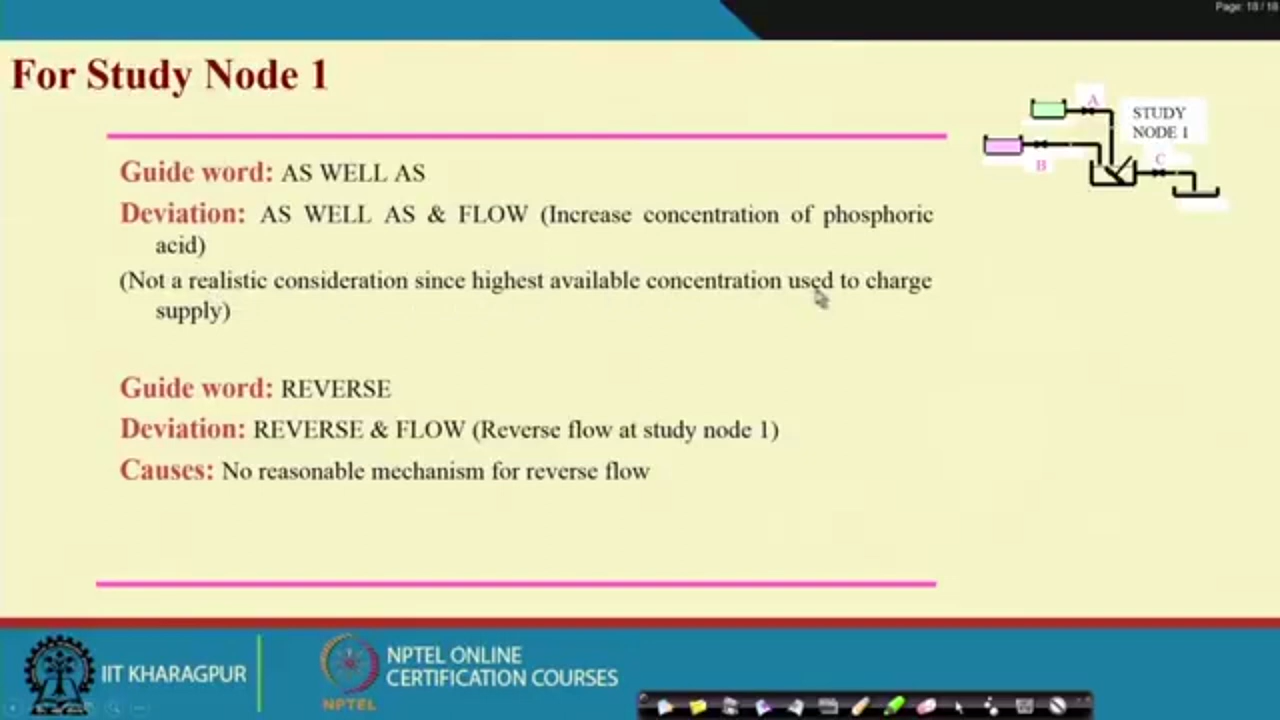 Page: 18 / 18
For Study Node 1
A
STUDY
NODE 1
B
C
Guide word: AS WELL AS
Deviation: AS WELL AS & FLOW (Increase concentration of phosphoric
acid)
(Not a realistic consideration since highest available concentration used to charge
supply)
Guide word: REVERSE
Deviation: REVERSE & FLOW (Reverse flow at study node 1)
Causes: No reasonable mechanism for reverse flow
IIT KHARAGPUR
NPTEL
NPTEL ONLINE
CERTIFICATION COURSES